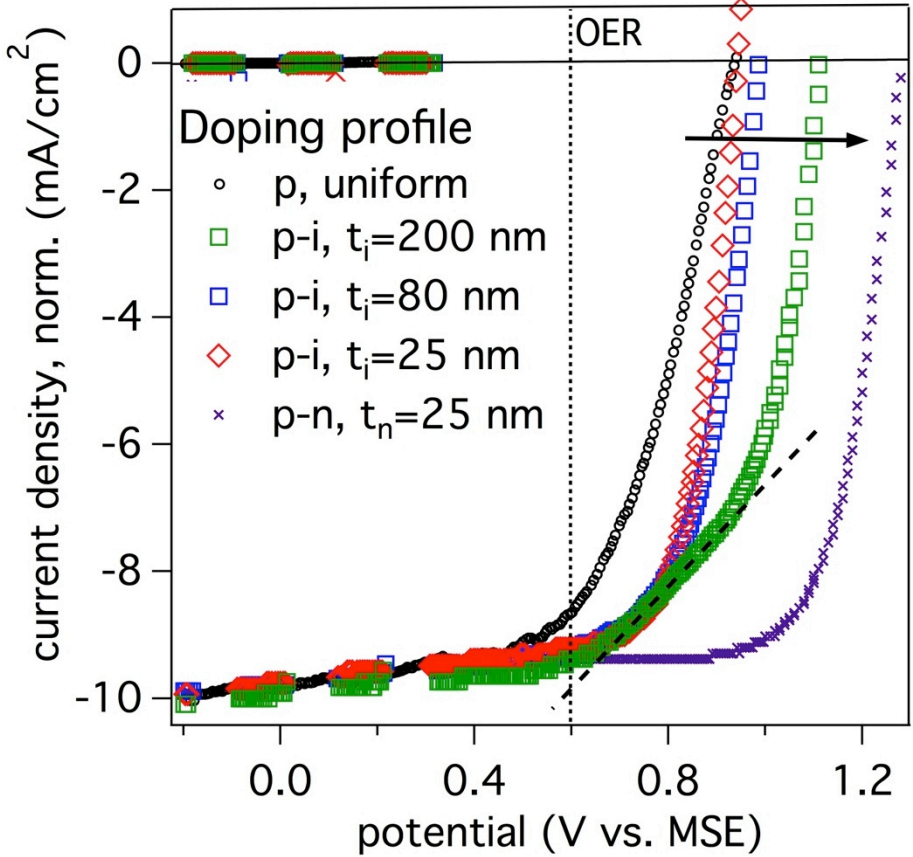 OER
0
Doping profile
p, uniform
-2
p-i, tᵢ=200 nm
p-i, tᵢ=80 nm
-4
p-i, tᵢ=25 nm
p-n, tₙ=25 nm
-6
-8
-10
current density, norm. (mA/cm²)
0.0 0.4 0.8 1.2
potential (V vs. MSE)